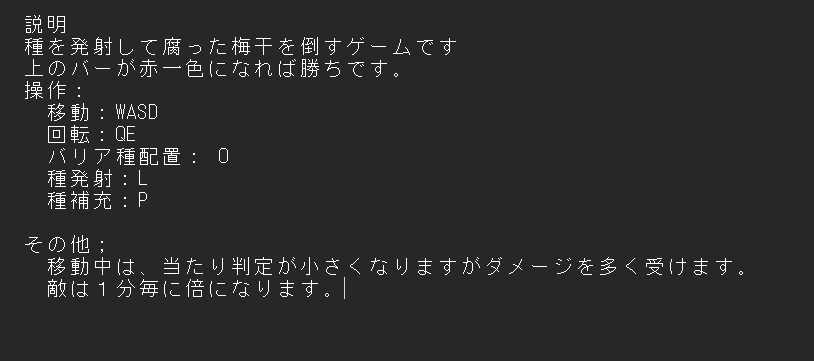 説明
種を発射して腐った梅干を倒すゲームです
上のバーが赤一色になれば勝ちです。
操作：
　移動：WASD
　回転：QE
　バリア種配置： O
　種発射：L
　種補充：P

その他；
　移動中は、当たり判定が小さくなりますがダメージを多く受けます。
　敵は１分毎に倍になります。